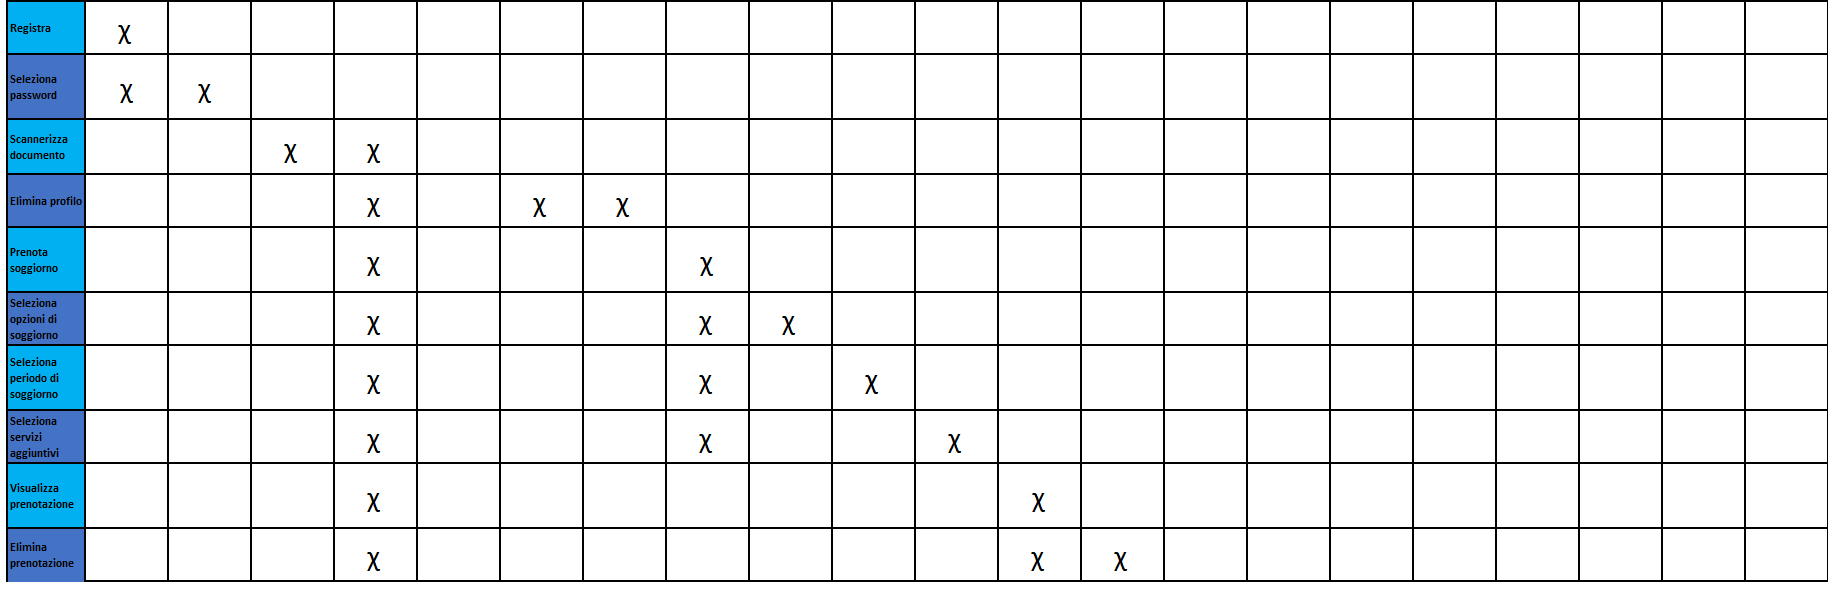 Registra χ
Seleziona
password χ χ
Scannerizza
documento χ χ
Elimina profilo χ χ χ
Prenota
soggiorno χ χ
Seleziona
opzioni di
soggiorno χ χ χ
Seleziona
periodo di
soggiorno χ χ χ
Seleziona
servizi
aggiuntivi χ χ χ
Visualizza
prenotazione χ χ
Elimina
prenotazione χ χ χ